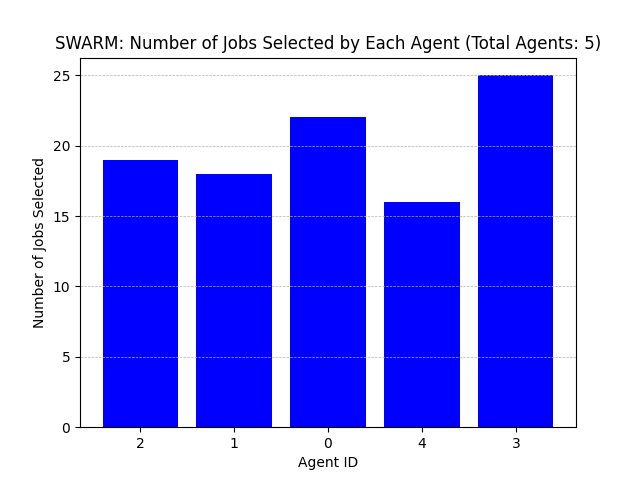 SWARM: Number of Jobs Selected by Each Agent (Total Agents: 5)
25
20
15
10
5
0
Number of Jobs Selected
2 1 0 4 3
Agent ID